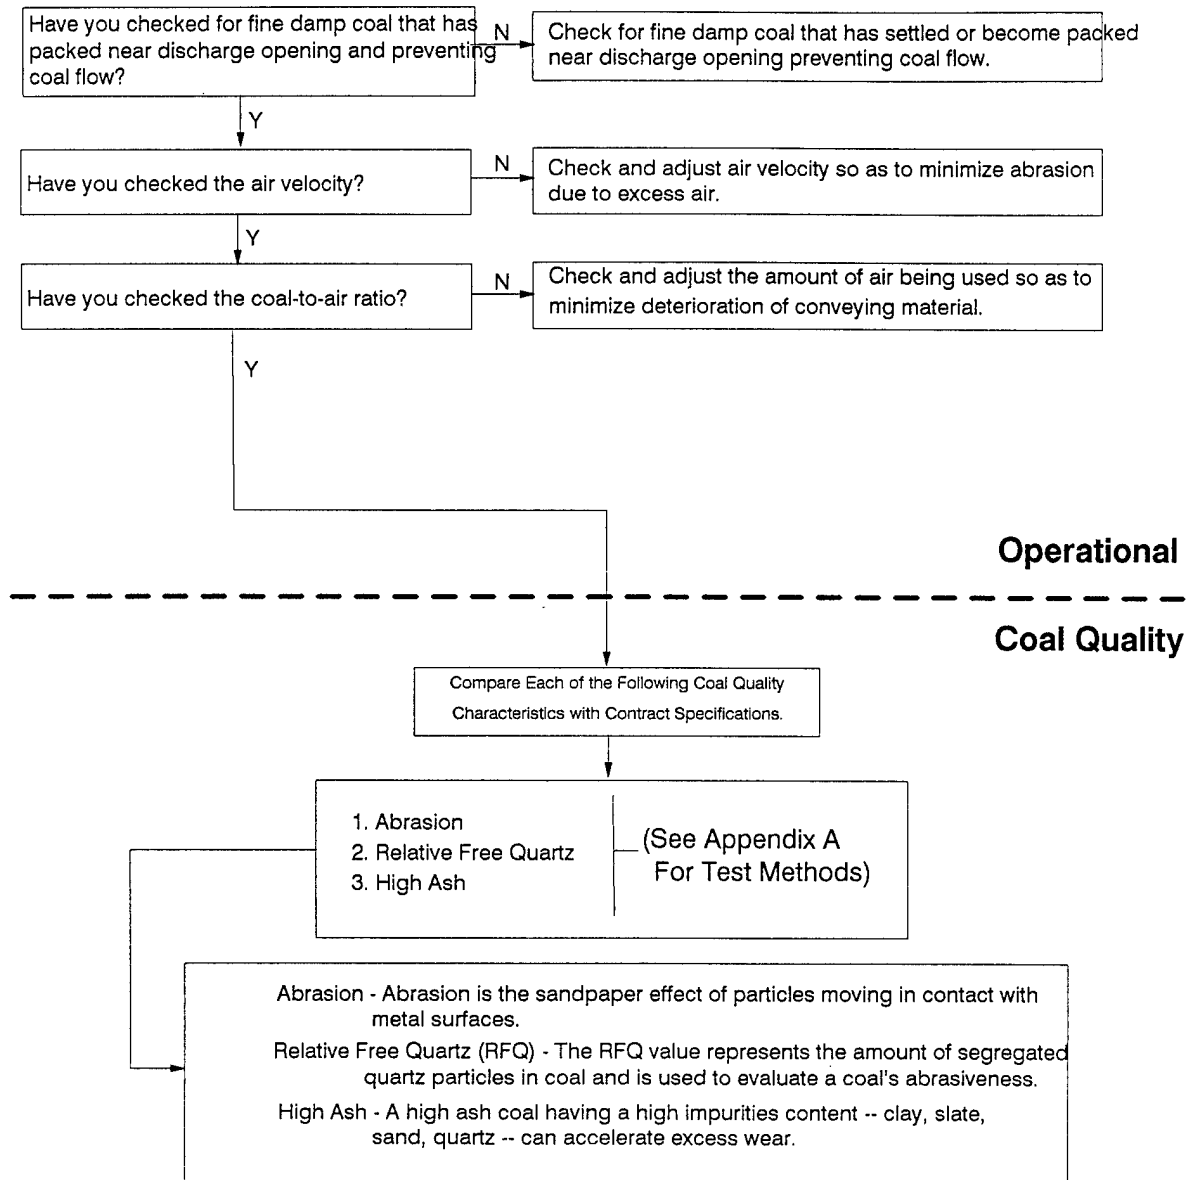 Have you checked for fine damp coal that has
packed near discharge opening and preventing
coal flow?
N
Check for fine damp coal that has settled or become packed
near discharge opening preventing coal flow.
Y
Have you checked the air velocity?
N
Check and adjust air velocity so as to minimize abrasion
due to excess air.
Y
Have you checked the coal-to-air ratio?
N
Check and adjust the amount of air being used so as to
minimize deterioration of conveying material.
Y
Operational
Coal Quality
Compare Each of the Following Coal Quality
Characteristics with Contract Specifications.
1. Abrasion
2. Relative Free Quartz
3. High Ash
(See Appendix A
For Test Methods)
Abrasion - Abrasion is the sandpaper effect of particles moving in contact with
metal surfaces.
Relative Free Quartz (RFQ) - The RFQ value represents the amount of segregated
quartz particles in coal and is used to evaluate a coal's abrasiveness.
High Ash - A high ash coal having a high impurities content -- clay, slate,
sand, quartz -- can accelerate excess wear.